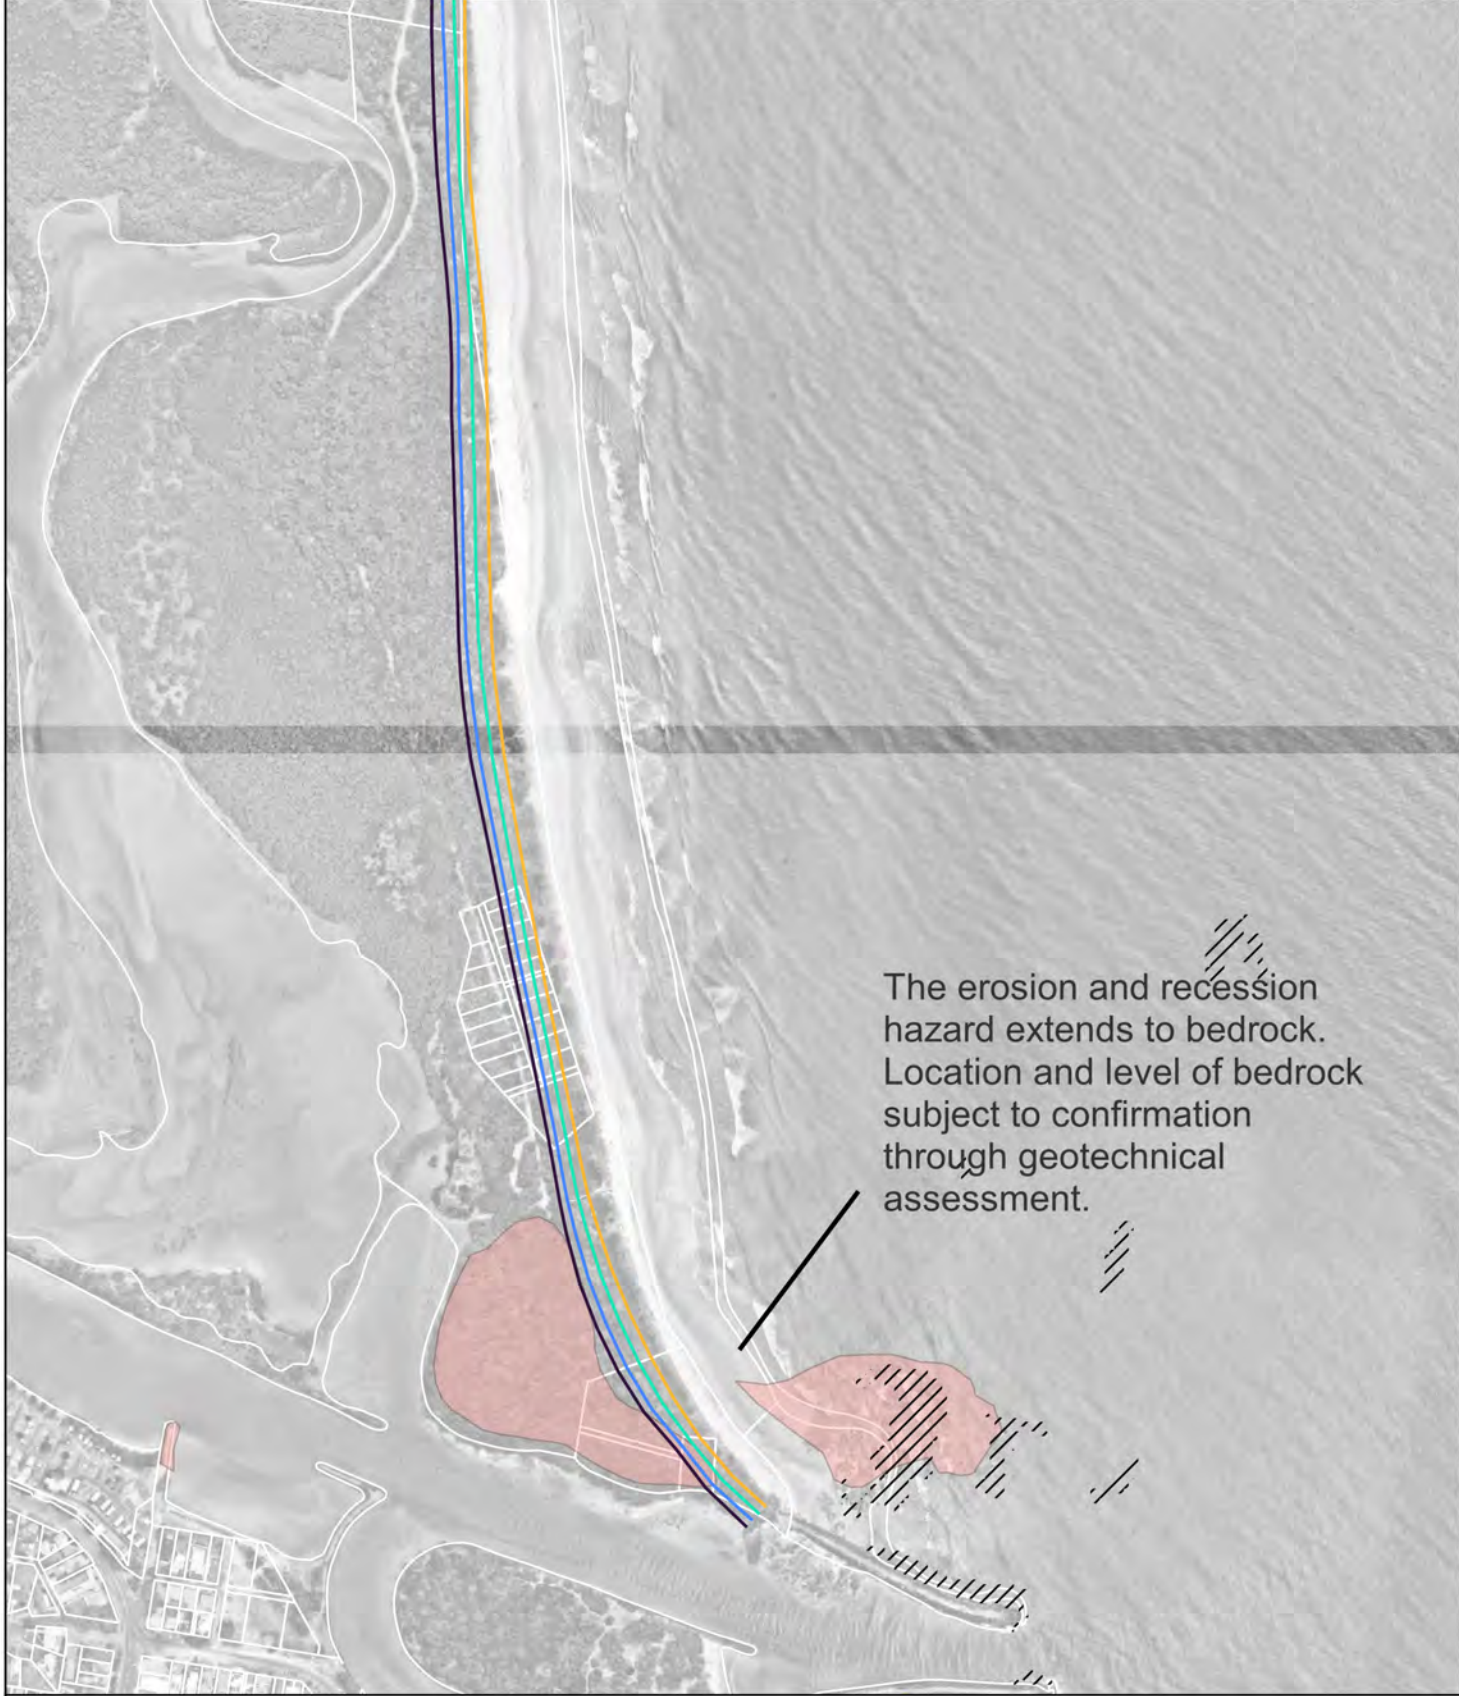 The erosion and recession
hazard extends to bedrock.
Location and level of bedrock
subject to confirmation
through geotechnical
assessment.